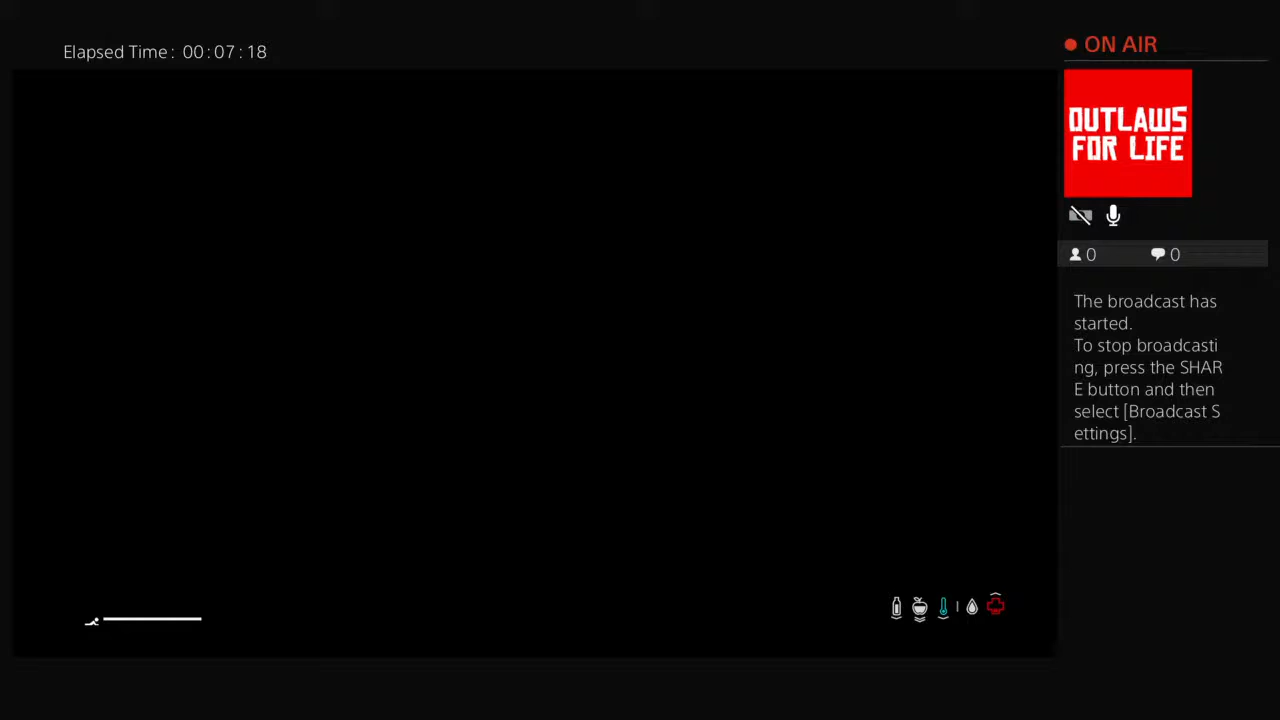 Elapsed Time: 00:07:18
ON AIR
OUTLAWS
FOR LIFE
0 0
The broadcast has
started.
To stop broadcasti
ng, press the SHAR
E button and then
select [Broadcast S
ettings].